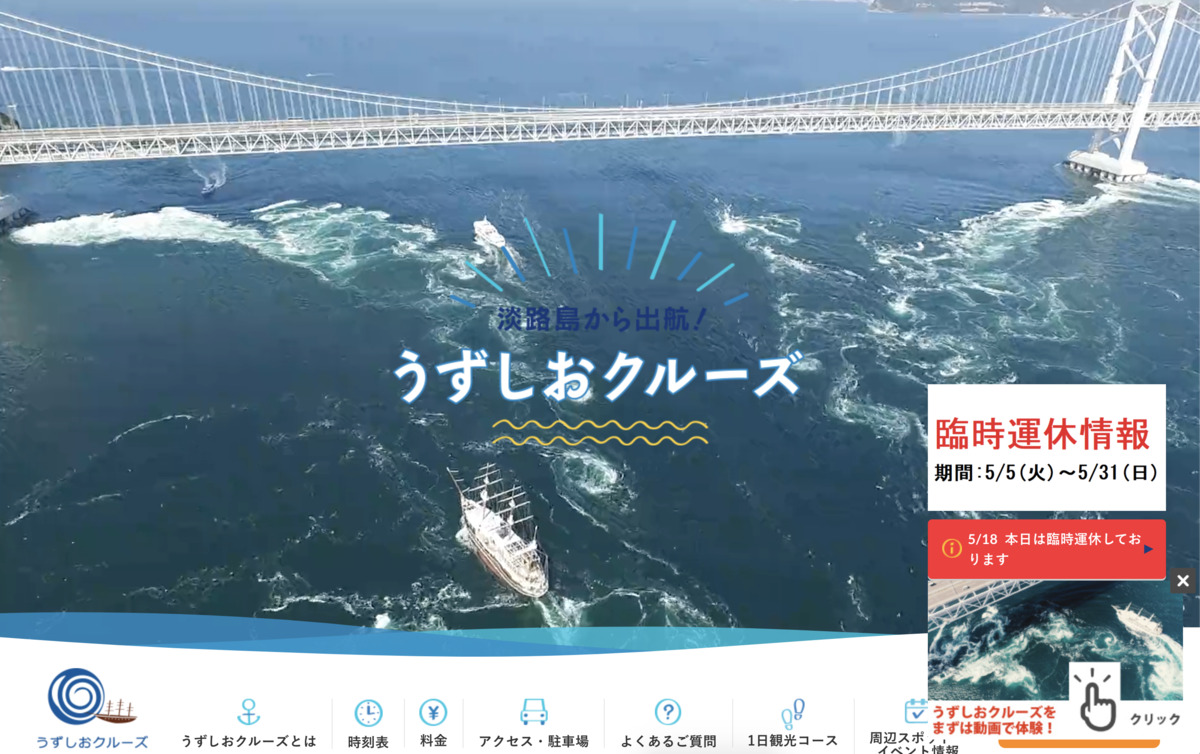 淡路島から出航!
うずしおクルーズ
臨時運休情報
期間:5/5(火)〜5/31(日)
5/18 本日は臨時運休してお
ります
うずしおクルーズを
まずは動画で体験!
クリック
うずしおクルーズ
うずしおクルーズとは
時刻表
料金
アクセス・駐車場
よくあるご質問
1日観光コース
周辺スポット
イベント情報